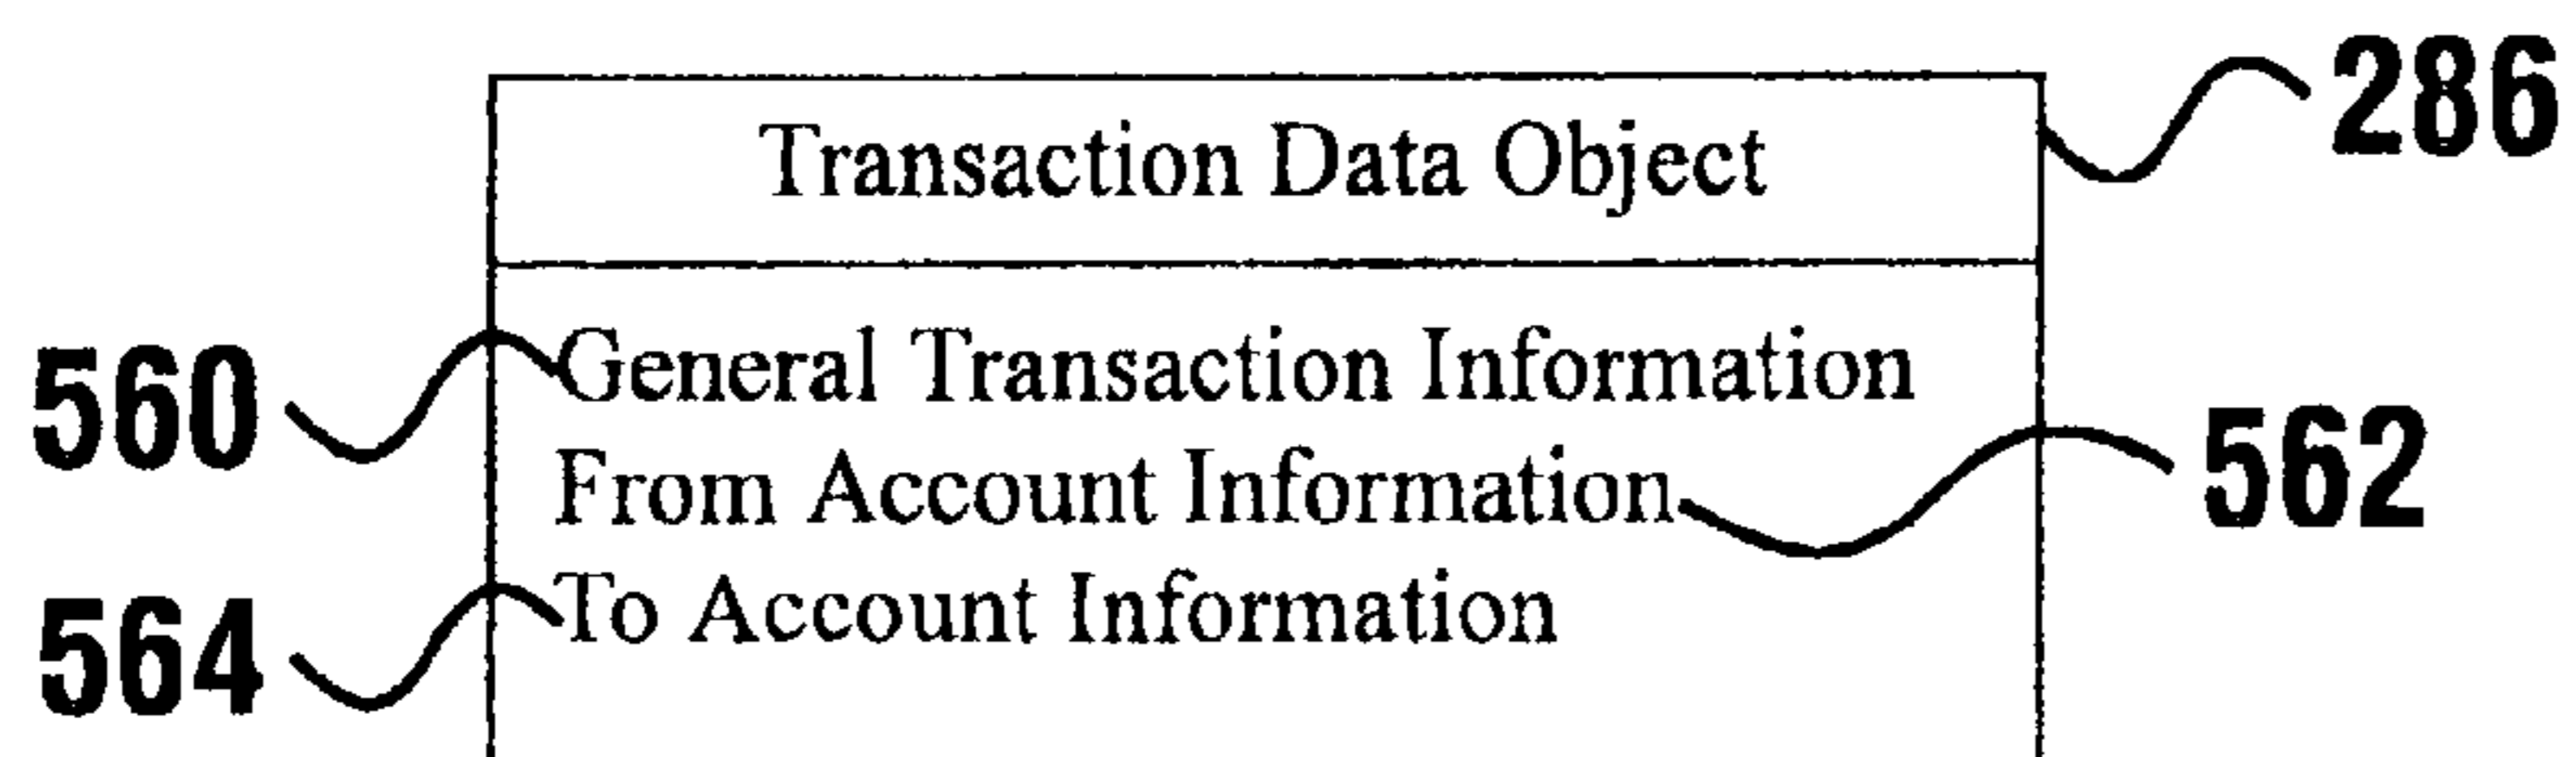 286
Transaction Data Object
560
General Transaction Information
From Account Information
562
564
To Account Information